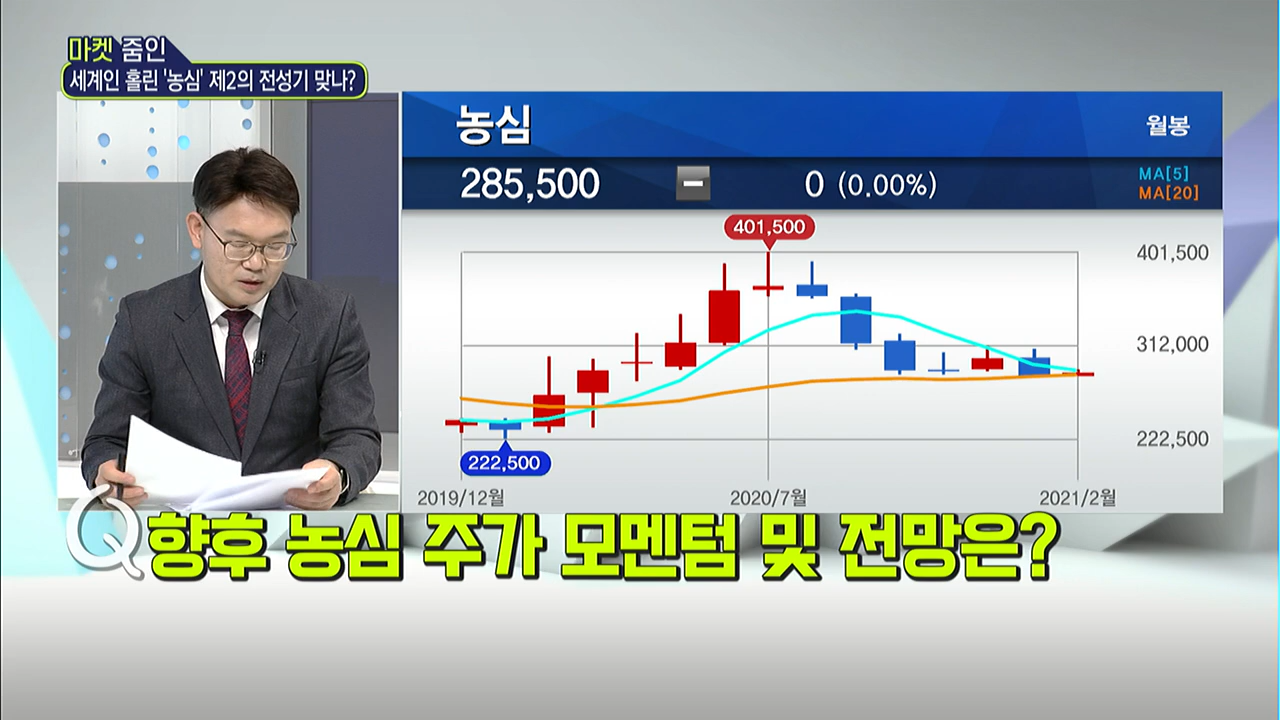 마켓 줌인
세계인 홀린 '농심' 제2의 전성기 맞나?
농심
월봉
285,500
0 (0.00%)
MA[5]
MA[20]
401,500
401,500
312,000
222,500
222,500
2019/12월
2020/7월
2021/2월
Q 향후 농심 주가 모멘텀 및 전망은?